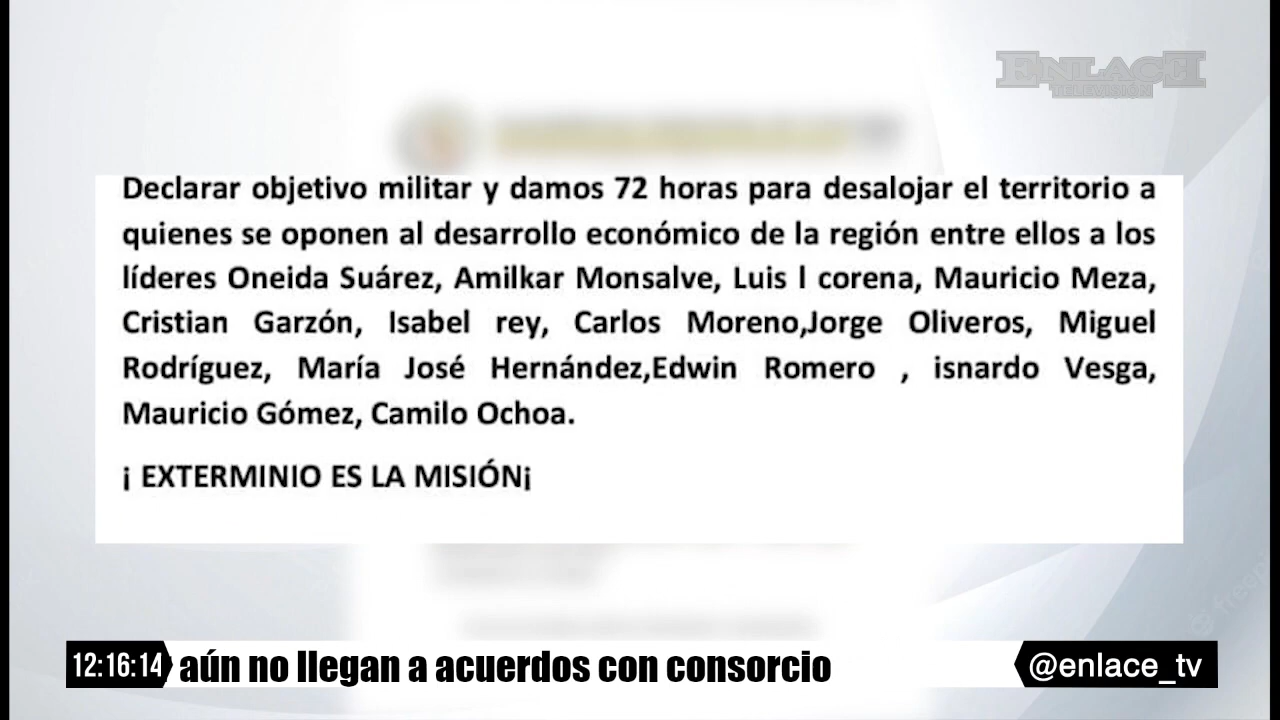 ENLACE
TELEVISIÓN
Declarar objetivo militar y damos 72 horas para desalojar el territorio a
quienes se oponen al desarrollo económico de la región entre ellos a los
líderes Oneida Suárez, Amilkar Monsalve, Luis l corena, Mauricio Meza,
Cristian Garzón, Isabel rey, Carlos Moreno,Jorge Oliveros, Miguel
Rodríguez, María José Hernández,Edwin Romero , isnardo Vesga,
Mauricio Gómez, Camilo Ochoa.
¡ EXTERMINIO ES LA MISIÓN¡
12:16:14 aún no llegan a acuerdos con consorcio @enlace_tv